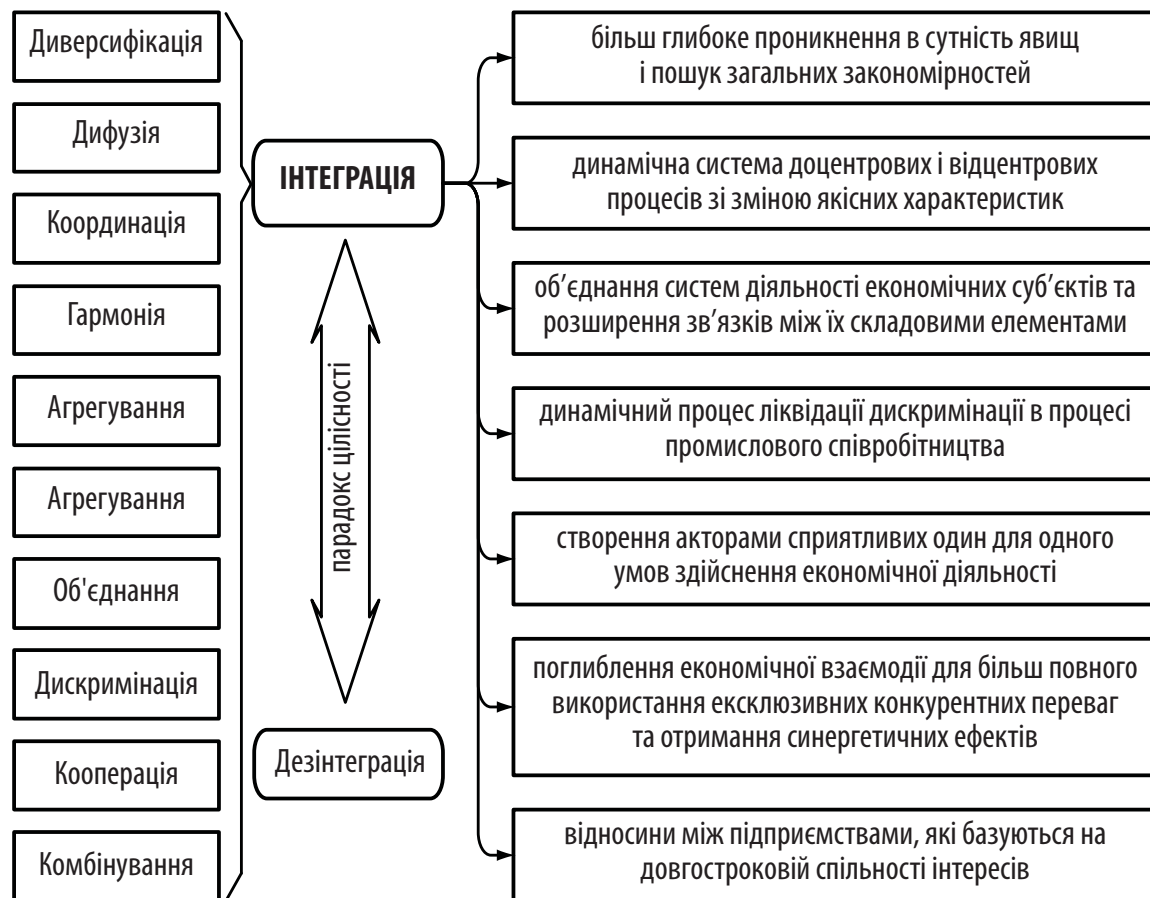 Диверсифікація
Дифузія
Координація
Гармонія
Агрегування
Агрегування
Об'єднання
Дискримінація
Кооперація
Комбінування
ІНТЕГРАЦІЯ
парадокс цілісності
Дезінтеграція
більш глибоке проникнення в сутність явищ
і пошук загальних закономірностей
динамічна система доцентрових і відцентрових
процесів зі зміною якісних характеристик
об’єднання систем діяльності економічних суб’єктів та
розширення зв’язків між їх складовими елементами
динамічний процес ліквідації дискримінації в процесі
промислового співробітництва
створення акторами сприятливих один для одного
умов здійснення економічної діяльності
поглиблення економічної взаємодії для більш повного
використання ексклюзивних конкурентних переваг
та отримання синергетичних ефектів
відносини між підприємствами, які базуються на
довгостроковій спільності інтересів